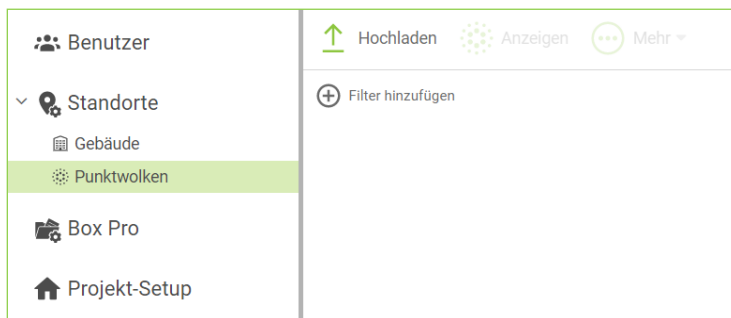 Benutzer
Standorte
Gebäude
Punktwolken
Box Pro
Projekt-Setup
Hochladen Anzeigen Mehr
Filter hinzufügen